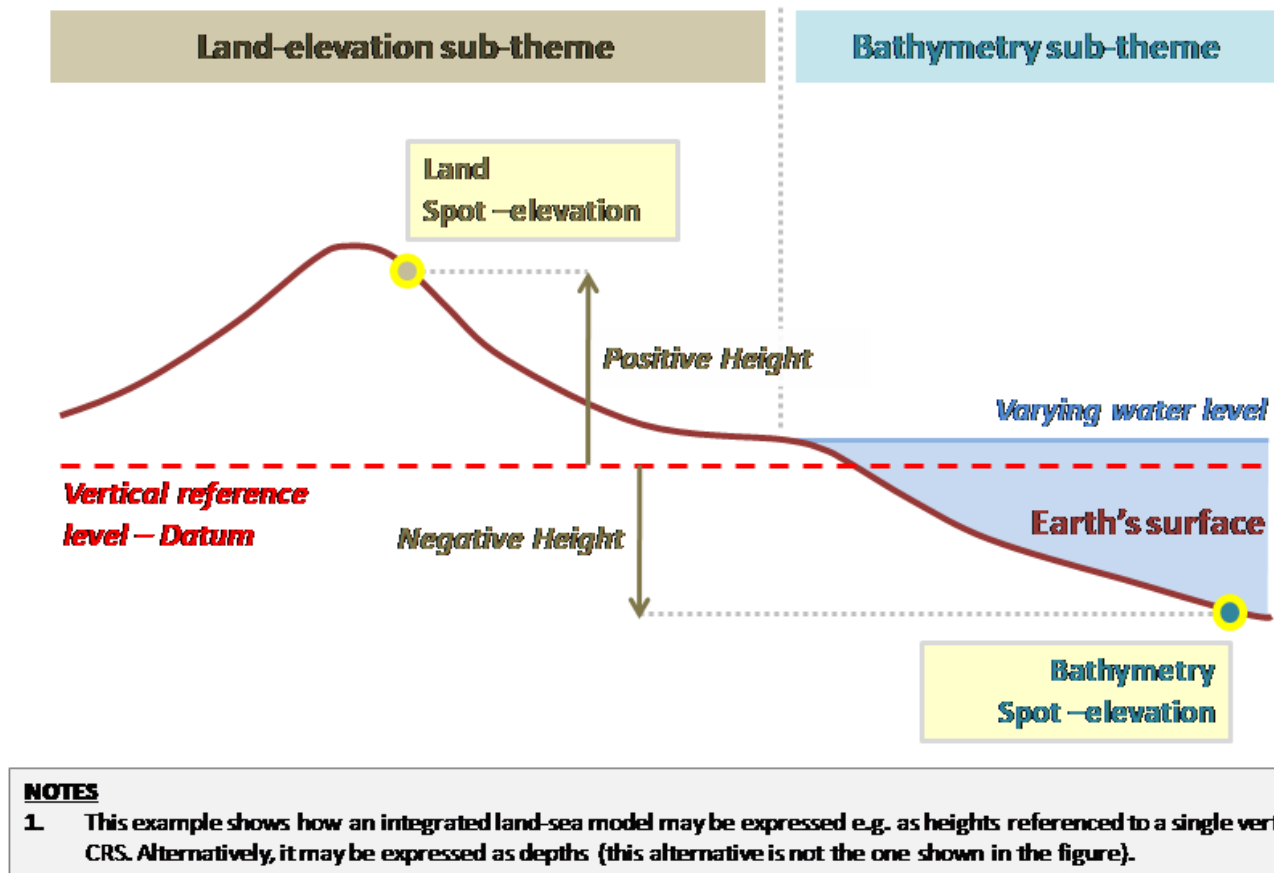 Land-elevation sub-theme
Bathymetry sub-theme
Land
Spot –elevation
Positive Height
Varying water level
Vertical reference
level – Datum
Negative Height
Earth's surface
Bathymetry
Spot –elevation
NOTES
1. This example shows how an integrated land-sea model may be expressed e.g. as heights referenced to a single vert
CRS. Alternatively, it may be expressed as depths (this alternative is not the one shown in the figure).